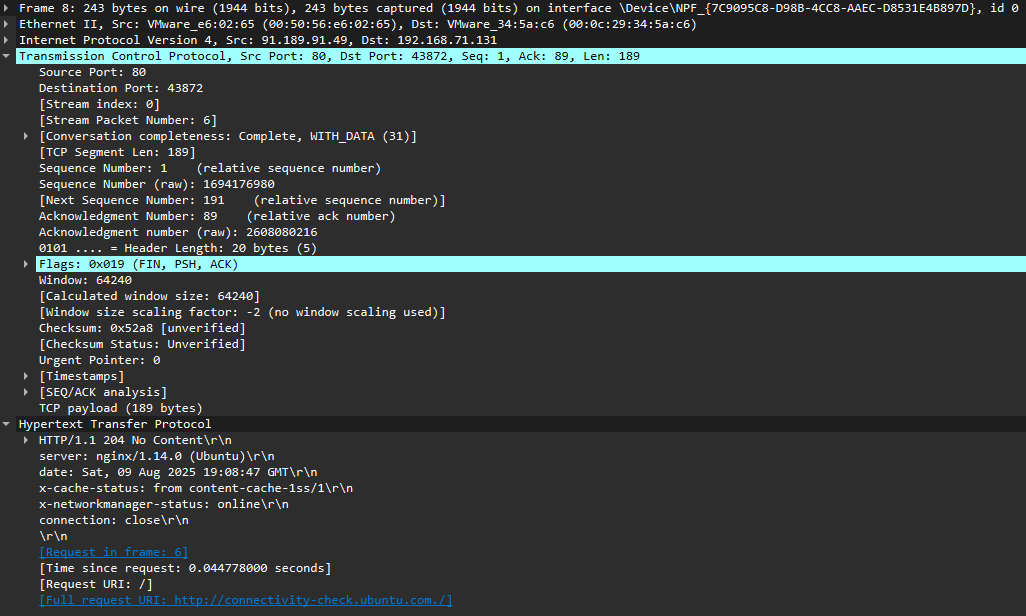 Frame 8: 243 bytes on wire (1944 bits), 243 bytes captured (1944 bits) on interface \Device\NPF_{7C9095C8-D98B-4CC8-AAEC-D8531E4B897D}, id 0
Ethernet II, Src: VMware_e6:02:65 (00:50:56:e6:02:65), Dst: VMware_34:5a:c6 (00:0c:29:34:5a:c6)
Internet Protocol Version 4, Src: 91.189.91.49, Dst: 192.168.71.131
Transmission Control Protocol, Src Port: 80, Dst Port: 43872, Seq: 1, Ack: 89, Len: 189
Source Port: 80
Destination Port: 43872
[Stream index: 0]
[Stream Packet Number: 6]
[Conversation completeness: Complete, WITH_DATA (31)]
[TCP Segment Len: 189]
Sequence Number: 1    (relative sequence number)
Sequence Number (raw): 1694176980
[Next Sequence Number: 191    (relative sequence number)]
Acknowledgment Number: 89    (relative ack number)
Acknowledgment number (raw): 2608080216
0101 .... = Header Length: 20 bytes (5)
Flags: 0x019 (FIN, PSH, ACK)
Window: 64240
[Calculated window size: 64240]
[Window size scaling factor: -2 (no window scaling used)]
Checksum: 0x52a8 [unverified]
[Checksum Status: Unverified]
Urgent Pointer: 0
[Timestamps]
[SEQ/ACK analysis]
TCP payload (189 bytes)
Hypertext Transfer Protocol
HTTP/1.1 204 No Content\r\n
server: nginx/1.14.0 (Ubuntu)\r\n
date: Sat, 09 Aug 2025 19:08:47 GMT\r\n
x-cache-status: from content-cache-1ss/1\r\n
x-networkmanager-status: online\r\n
connection: close\r\n
\r\n
[Request in frame: 6]
[Time since request: 0.044778000 seconds]
[Request URI: /]
[Full request URI: http://connectivity-check.ubuntu.com./]